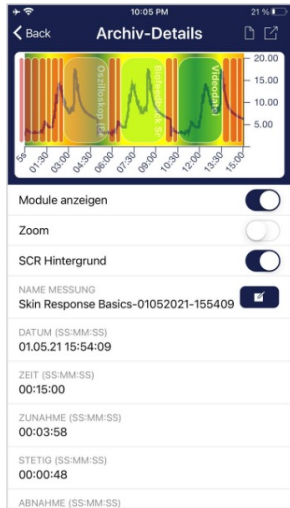 10:05 PM
21 %
Back
Archiv-Details
20.00
15.00
10.00
5.00
Oszilloskop
Biofeedback
Videodatei
5s
01:30
03:00
04:30
06:00
07:30
09:00
10:30
12:00
13:30
15:00
Module anzeigen
Zoom
SCR Hintergrund
NAME MESSUNG
Skin Response Basics-01052021-155409
DATUM (SS:MM:SS)
01.05.21 15:54:09
ZEIT (SS:MM:SS)
00:15:00
ZUNAHME (SS:MM:SS)
00:03:58
STETIG (SS:MM:SS)
00:00:48
ABNAHME (SS:MM:SS)